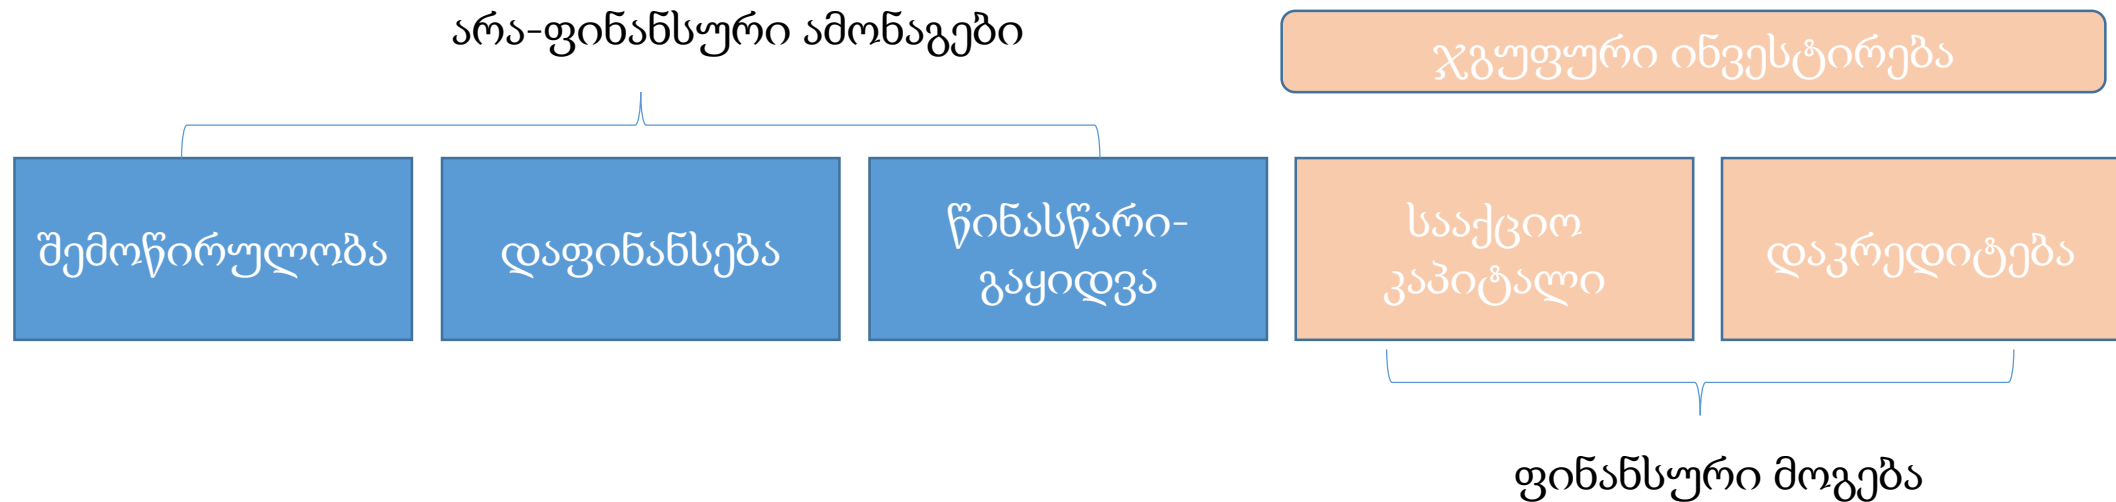 არა-ფინანსური ამონაგები
ჯგუფური ინვესტირება
შემოწირულობა
დაფინანსება
წინასწარი-
გაყიდვა
სააქციო
კაპიტალი
დაკრედიტება
ფინანსური მოგება